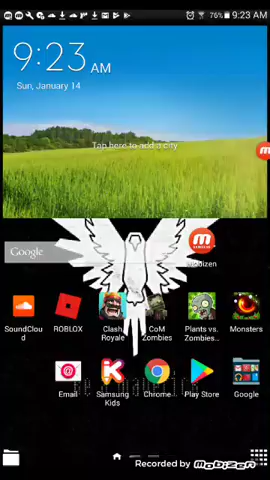 76% 9:23 AM
9:23 AM
Sun, January 14
Tap here to add a city
Google
Mobizen
SoundClou
d
ROBLOX
Clash
Royale
CoM
Zombies
Plants vs.
Zombies...
Monsters
Email
Samsung
Kids
Chrome
Play Store
Google
Recorded by Mobizen